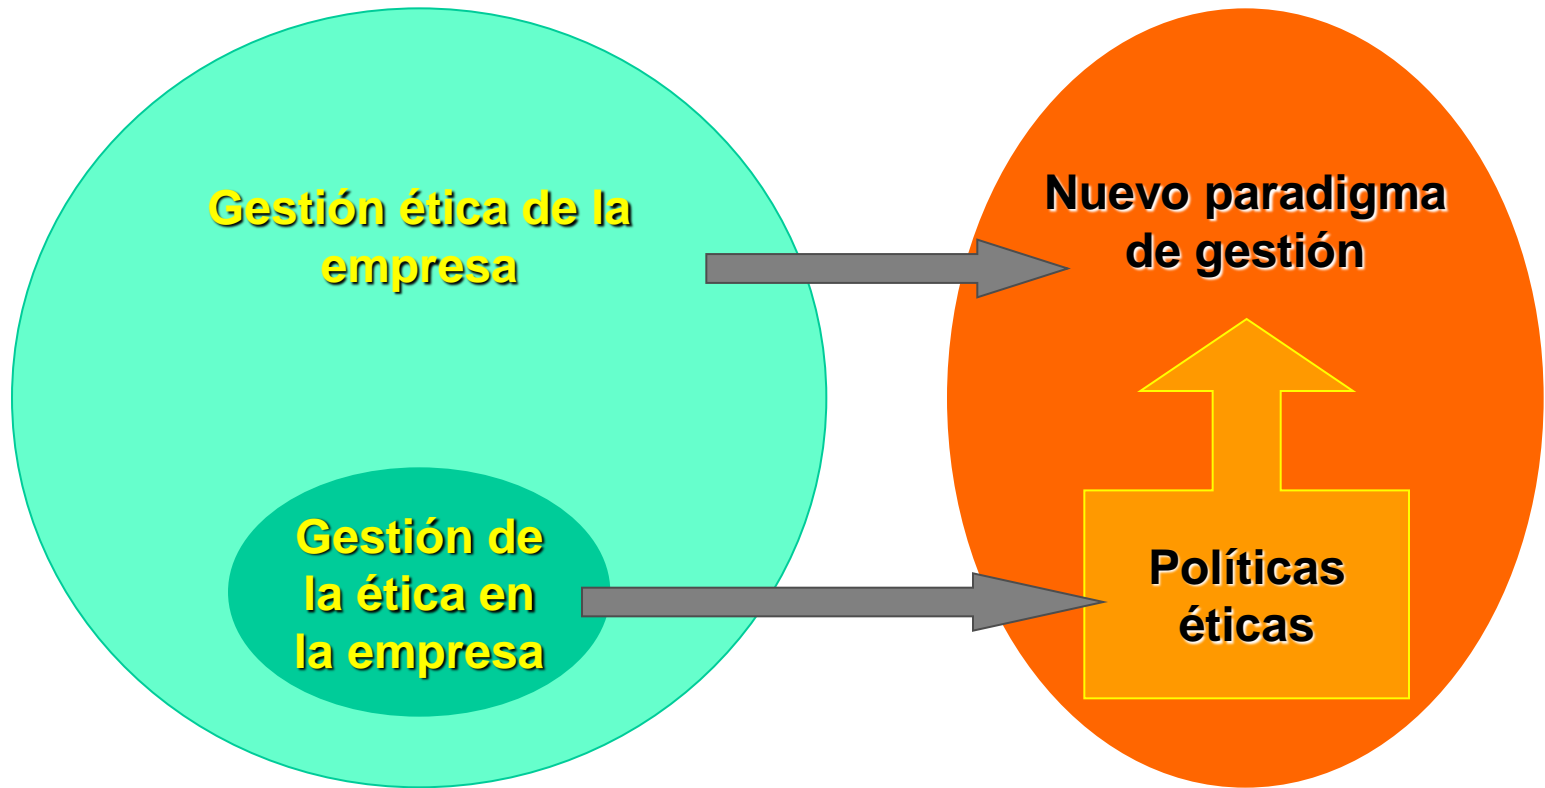 Gestión ética de la
empresa
Nuevo paradigma
de gestión
Gestión de
la ética en
la empresa
Políticas
éticas